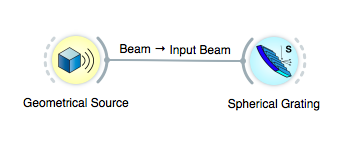 Beam → Input Beam
S
Geometrical Source
Spherical Grating